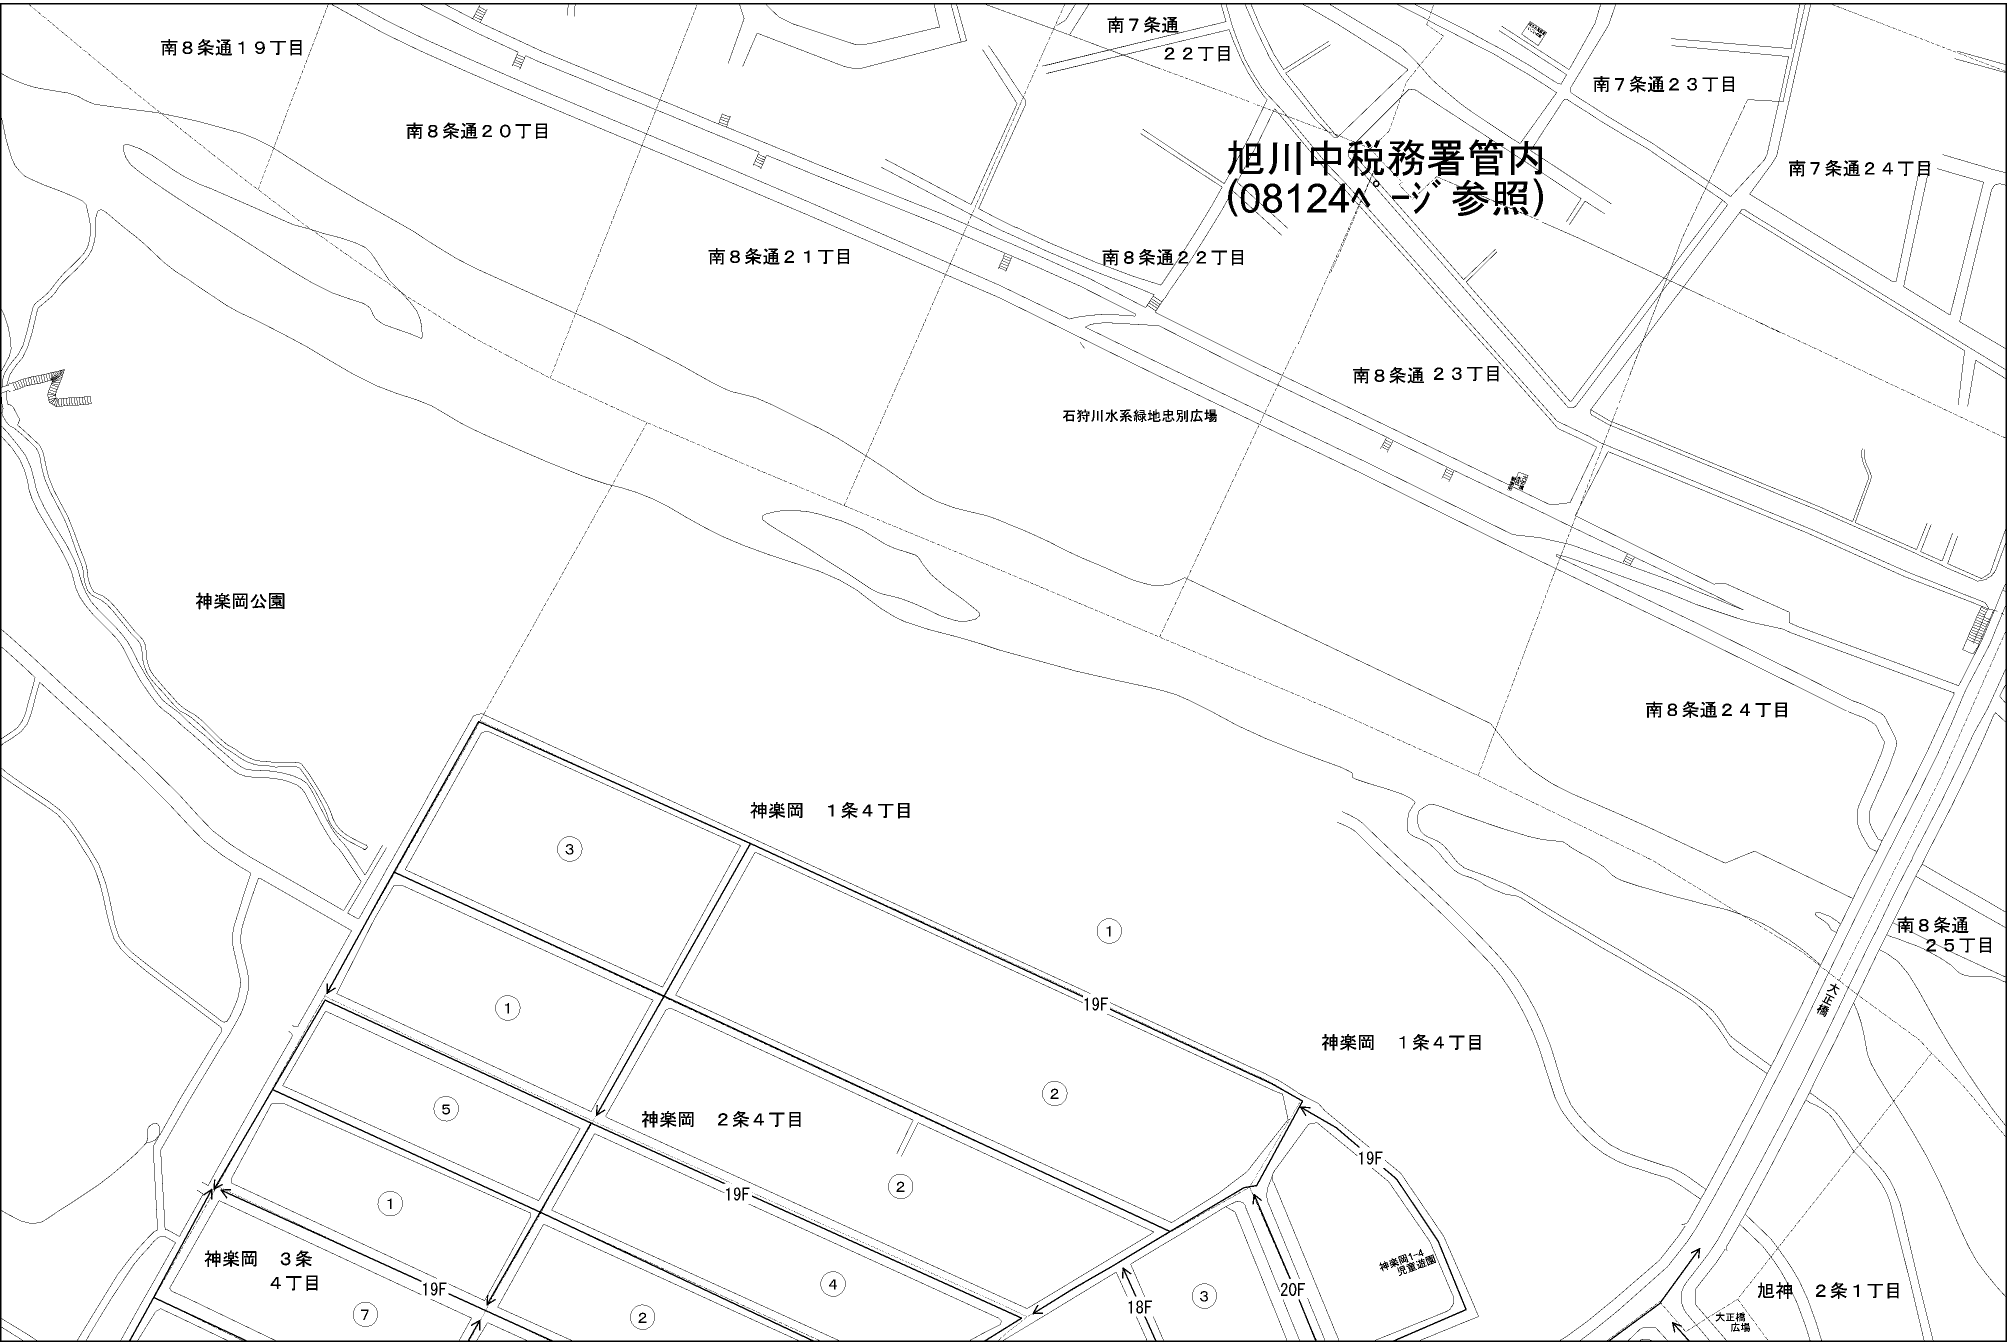 南７条通
２２丁目
南８条通１９丁目
南７条通２３丁目
南８条通２０丁目
旭川中税務署管内
(08124ﾍﾟｰｼﾞ参照)
南７条通２４丁目
南８条通２１丁目
南８条通２２丁目
南８条通２３丁目
石狩川水系緑地忠別広場
神楽岡公園
南８条通２４丁目
神楽岡　１条４丁目
③
①
南８条通
２５丁目
大正橋
①
19F
神楽岡　１条４丁目
②
⑤
神楽岡　２条４丁目
19F
②
19F
①
神楽岡　３条
４丁目
神楽岡1-4
児童遊園
19F
④
20F
③
18F
旭神　２条１丁目
⑦
②
大正橋
広場